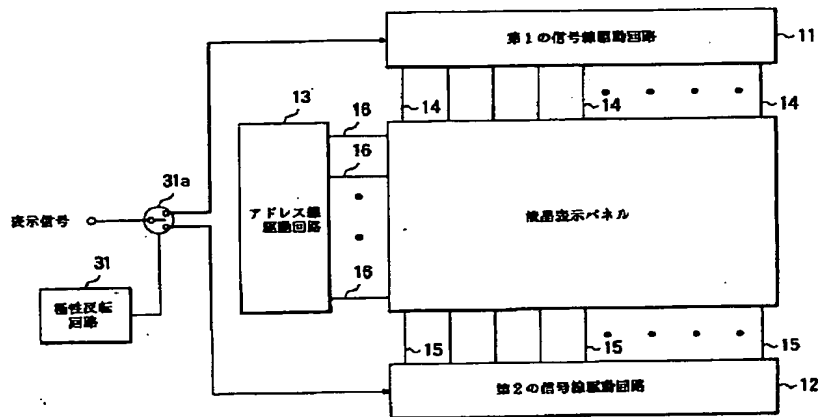 第1の信号線駆動回路
11
14
14
14
13
16
16
16
アドレス線
駆動回路
液晶表示パネル
31a
表示信号
31
極性反転
回路
15
15
15
第2の信号線駆動回路
12